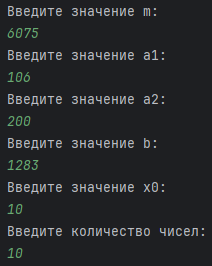 Введите значение m:
6075
Введите значение a1:
106
Введите значение a2:
200
Введите значение b:
1283
Введите значение x0:
10
Введите количество чисел:
10